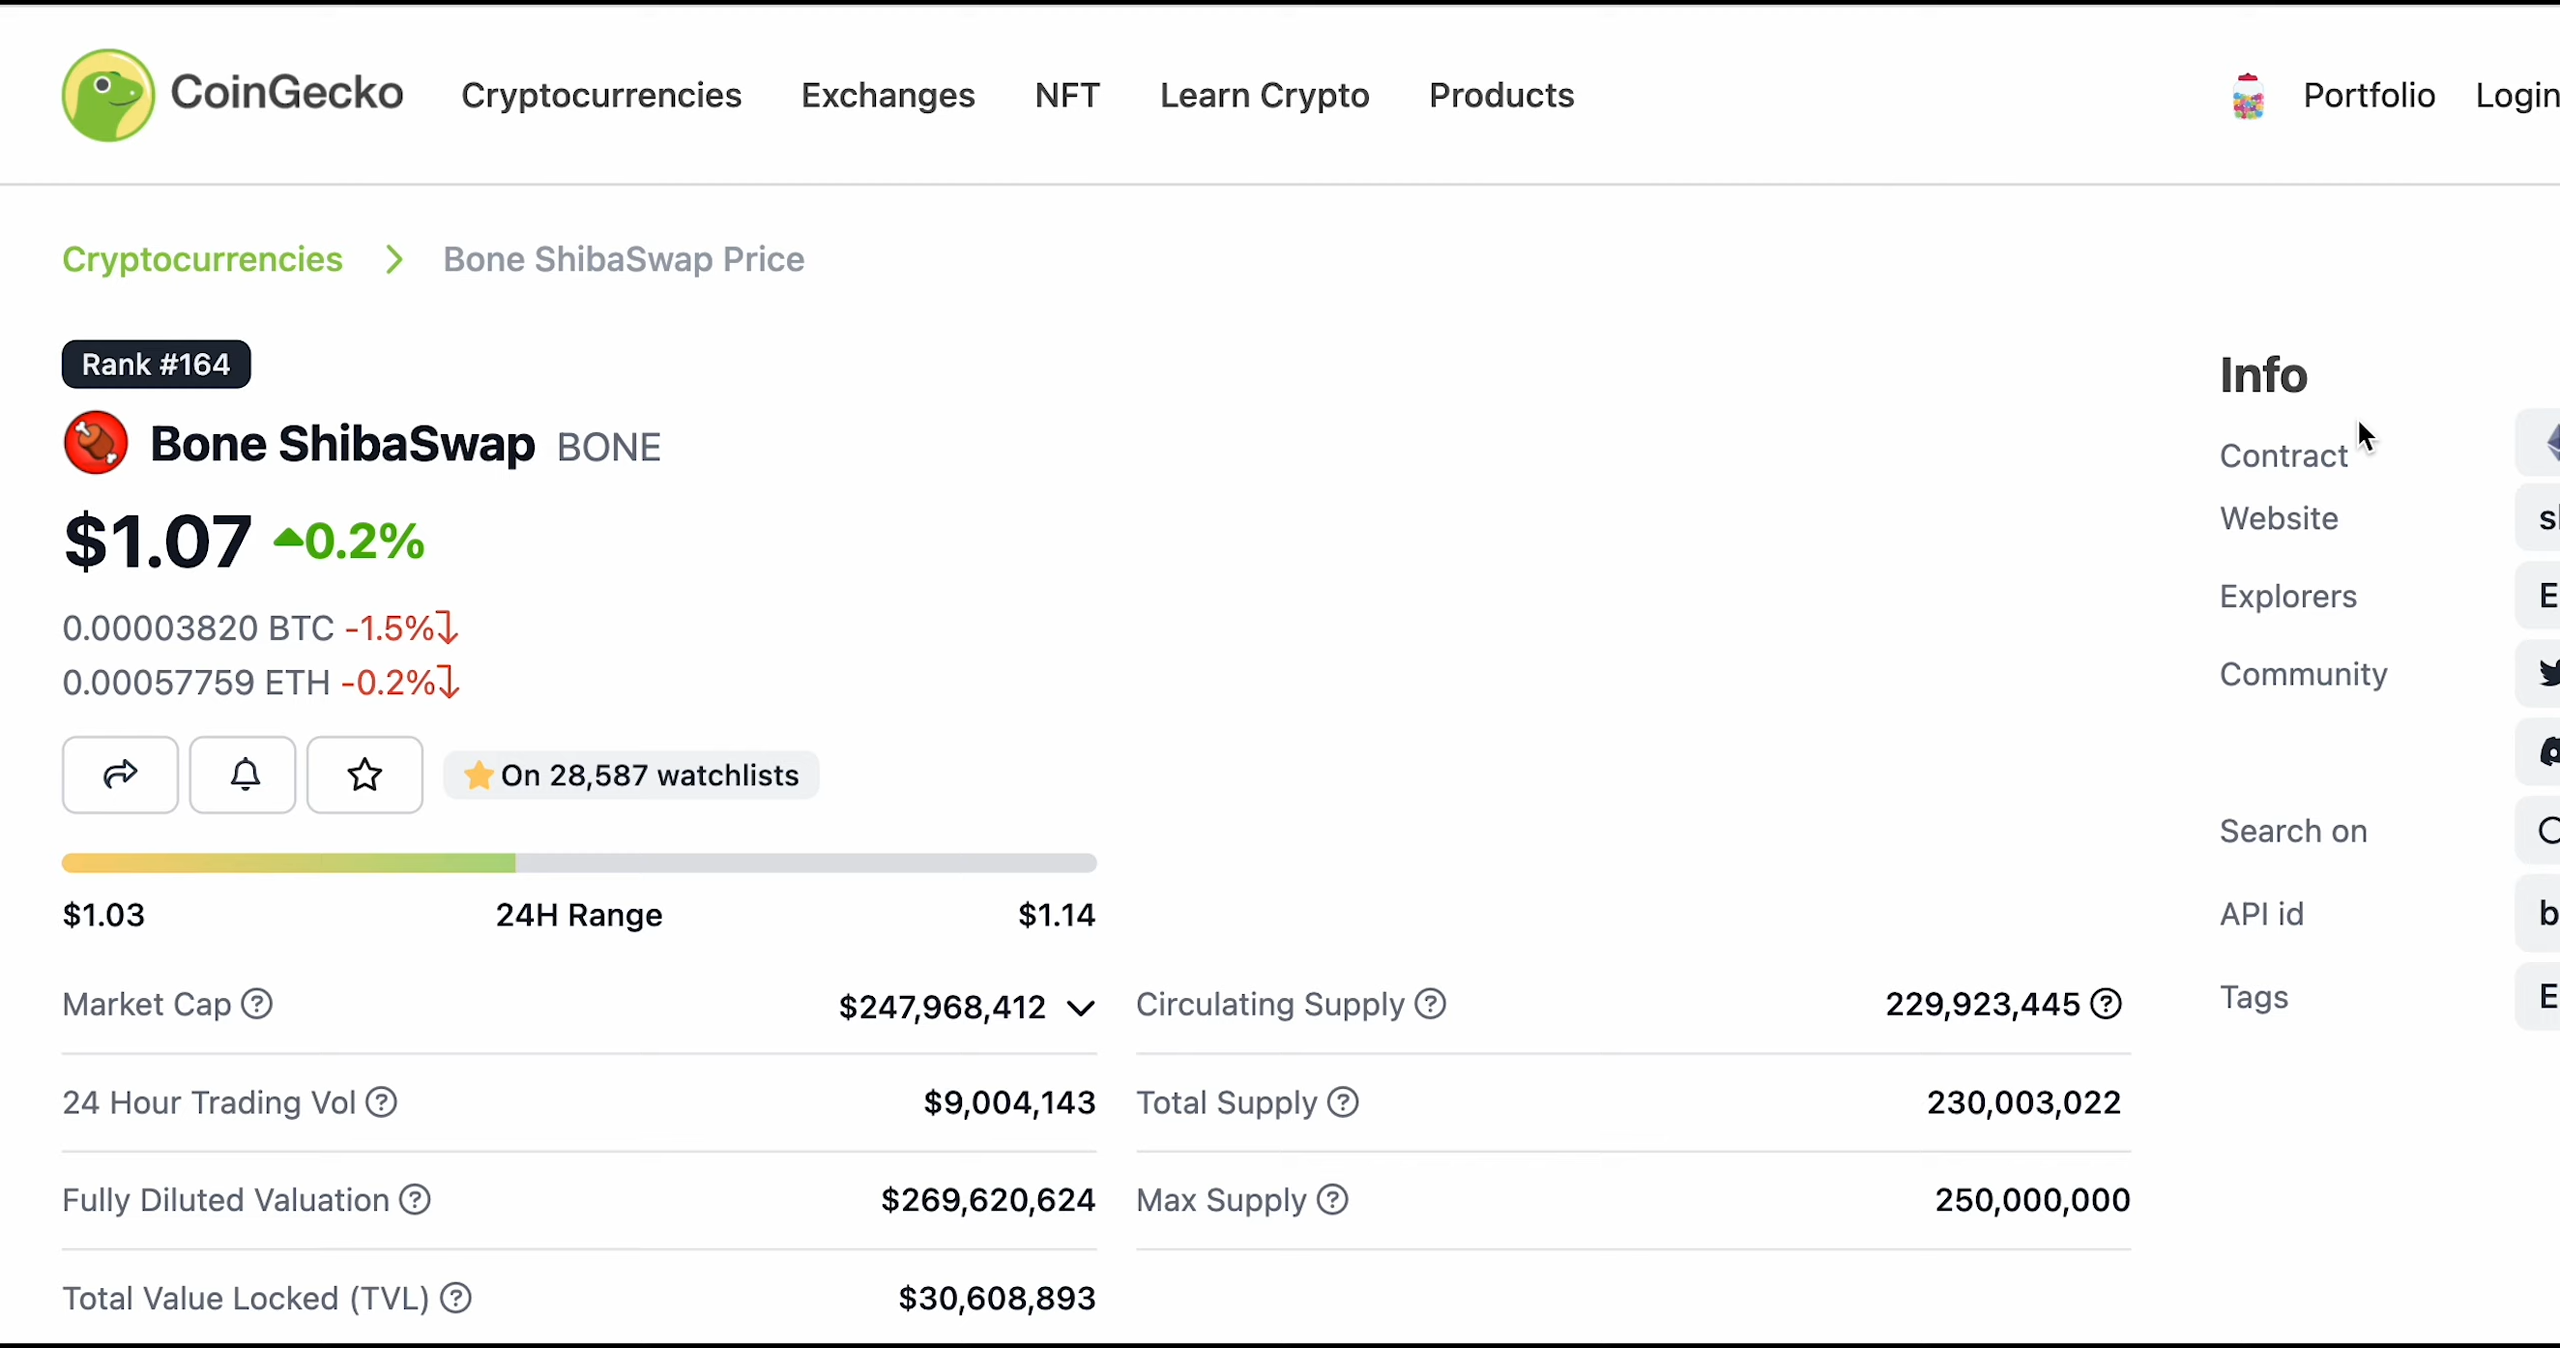 CoinGecko Cryptocurrencies Exchanges NFT Learn Crypto Products Portfolio Login
Cryptocurrencies > Bone ShibaSwap Price
Rank #164
Bone ShibaSwap BONE
$1.07 0.2%
0.00003820 BTC -1.5%
0.00057759 ETH -0.2%
On 28,587 watchlists
$1.03 24H Range $1.14
Market Cap $247,968,412
24 Hour Trading Vol $9,004,143
Fully Diluted Valuation $269,620,624
Total Value Locked (TVL) $30,608,893
Circulating Supply 229,923,445
Total Supply 230,003,022
Max Supply 250,000,000
Info
Contract
Website
Explorers
Community
Search on
API id
Tags